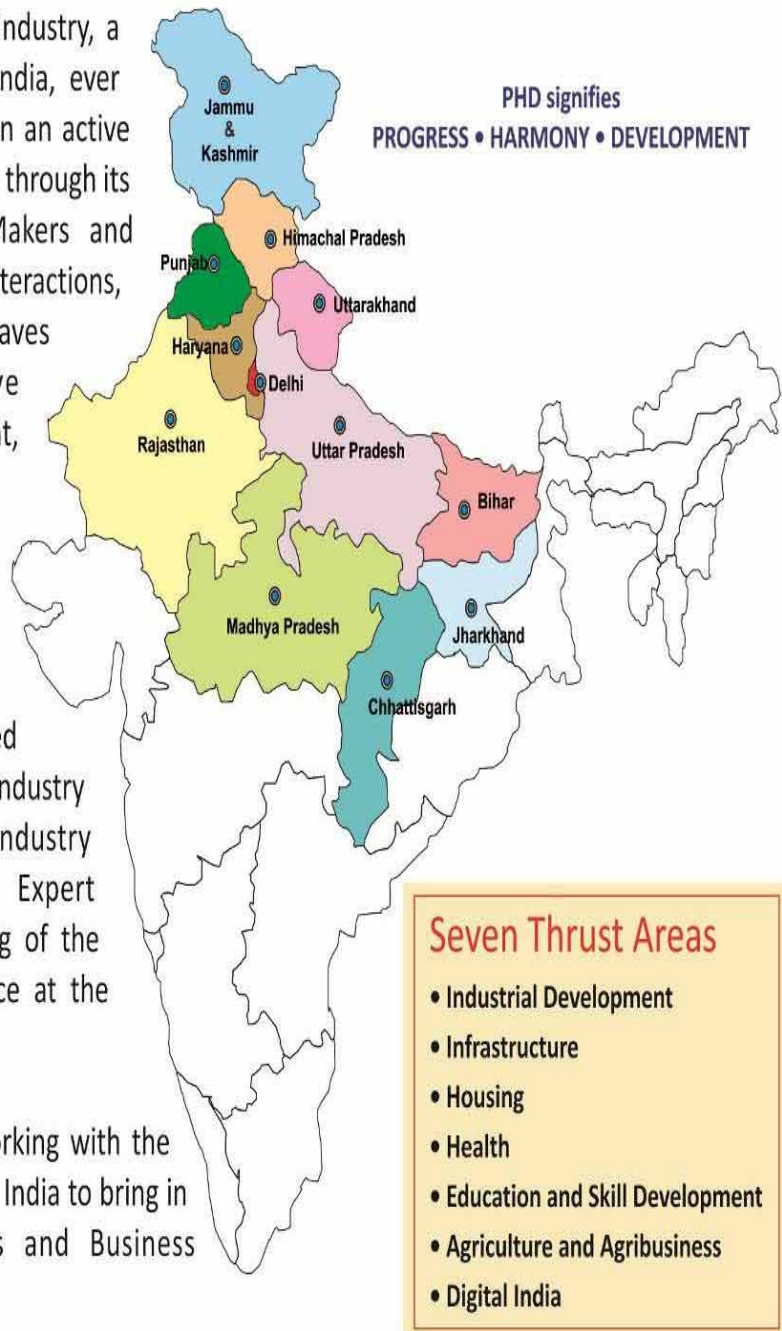 ndustry, a
ndia, ever
n an active
through its
Makers and
teractions,
aves
ve
nt,
ed
ndustry
ndustry
Expert
g of the
ce at the
rking with the
India to bring in
s and Business
PHD signifies
PROGRESS • HARMONY • DEVELOPMENT
Jammu
&
Kashmir
Himachal Pradesh
Punjab
Uttarakhand
Haryana
Delhi
Rajasthan
Uttar Pradesh
Bihar
Madhya Pradesh
Jharkhand
Chhattisgarh
Seven Thrust Areas
• Industrial Development
• Infrastructure
• Housing
• Health
• Education and Skill Development
• Agriculture and Agribusiness
• Digital India